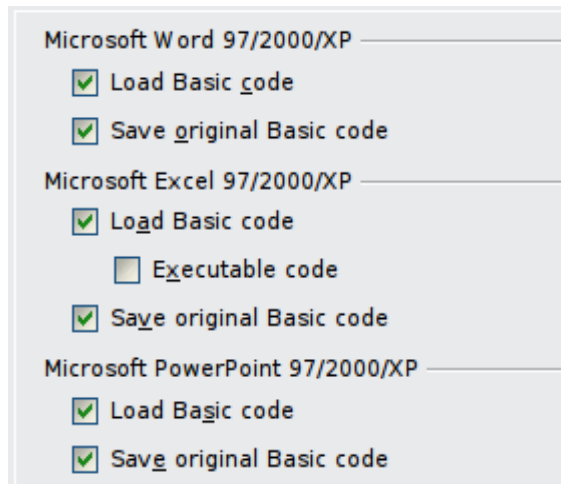 Microsoft Word 97/2000/XP
Load Basic code
Save original Basic code
Microsoft Excel 97/2000/XP
Load Basic code
Executable code
Save original Basic code
Microsoft PowerPoint 97/2000/XP
Load Basic code
Save original Basic code